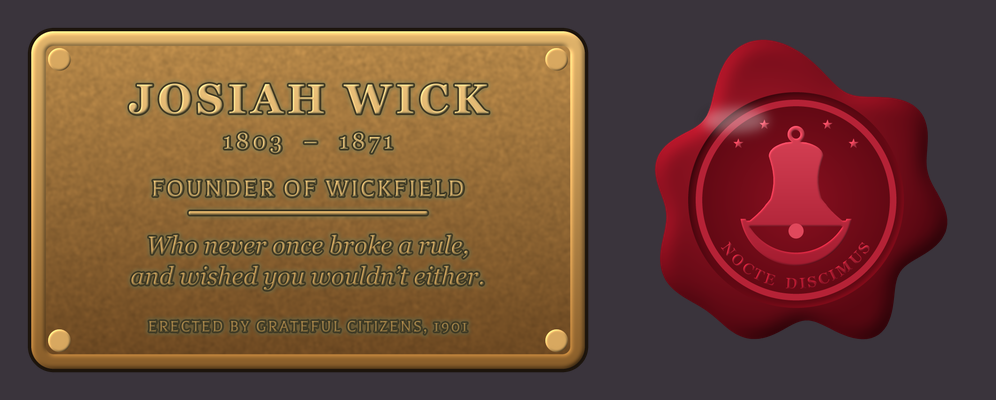 JOSIAH WICK
1803 – 1871
FOUNDER OF WICKFIELD
Who never once broke a rule,
and wished you wouldn't either.
ERECTED BY GRATEFUL CITIZENS, 1901
NOCTE DISCIMUS